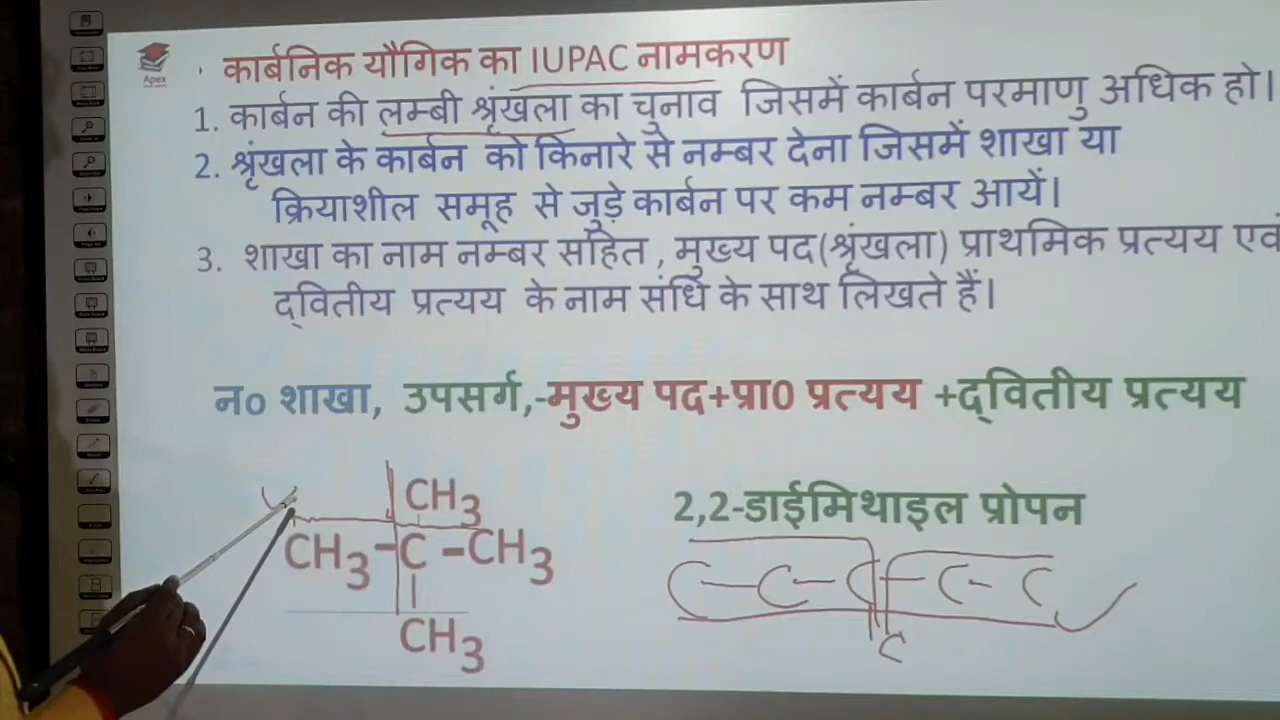 Apex
कार्बनिक यौगिक का IUPAC नामकरण
1. कार्बन की लम्बी श्रृंखला का चुनाव जिसमें कार्बन परमाणु अधिक हो।
2. श्रृंखला के कार्बन को किनारे से नम्बर देना जिसमें शाखा या
क्रियाशील समूह से जुड़े कार्बन पर कम नम्बर आयें।
3. शाखा का नाम नम्बर सहित, मुख्य पद(श्रृंखला) प्राथमिक प्रत्यय एवं
द्वितीय प्रत्यय के नाम संधि के साथ लिखते हैं।
न0 शाखा, उपसर्ग,-मुख्य पद+प्रा0 प्रत्यय +द्वितीय प्रत्यय
CH3
CH3-C-CH3
CH3
2,2-डाईमिथाइल प्रोपन
C-C-C-C-C
C